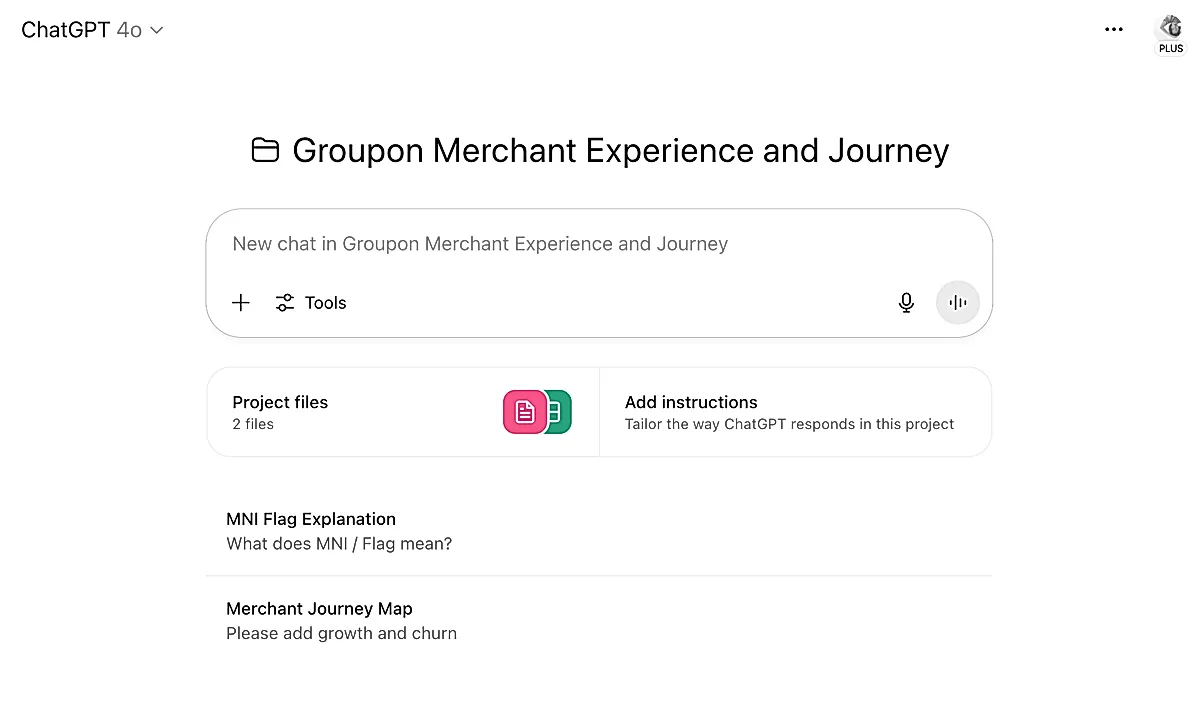 ChatGPT 4o
PLUS
Groupon Merchant Experience and Journey
New chat in Groupon Merchant Experience and Journey
Tools
Project files
2 files
Add instructions
Tailor the way ChatGPT responds in this project
MNI Flag Explanation
What does MNI / Flag mean?
Merchant Journey Map
Please add growth and churn